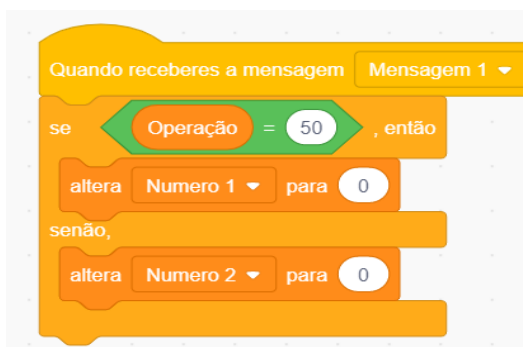 Quando receberes a mensagem Mensagem 1
se Operação = 50 , então
altera Numero 1 para 0
senão,
altera Numero 2 para 0